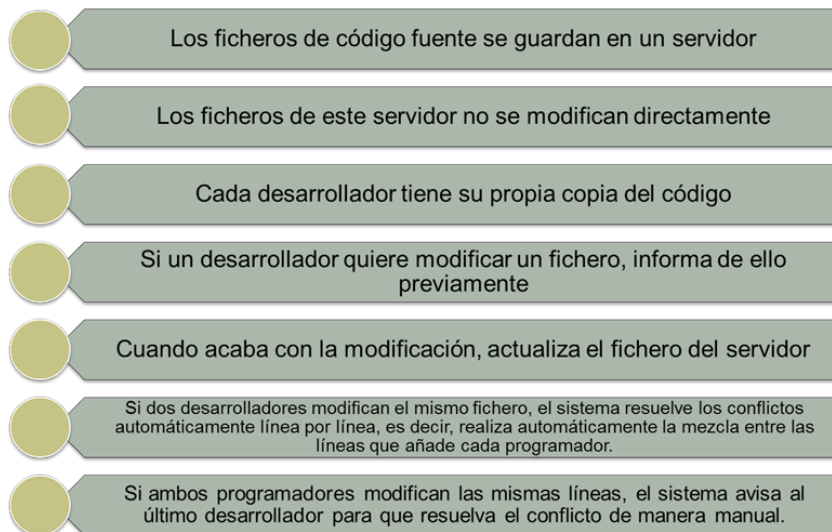 Los ficheros de código fuente se guardan en un servidor
Los ficheros de este servidor no se modifican directamente
Cada desarrollador tiene su propia copia del código
Si un desarrollador quiere modificar un fichero, informa de ello
previamente
Cuando acaba con la modificación, actualiza el fichero del servidor
Si dos desarrolladores modifican el mismo fichero, el sistema resuelve los conflictos
automáticamente línea por línea, es decir, realiza automáticamente la mezcla entre las
líneas que añade cada programador.
Si ambos programadores modifican las mismas líneas, el sistema avisa al
último desarrollador para que resuelva el conflicto de manera manual.